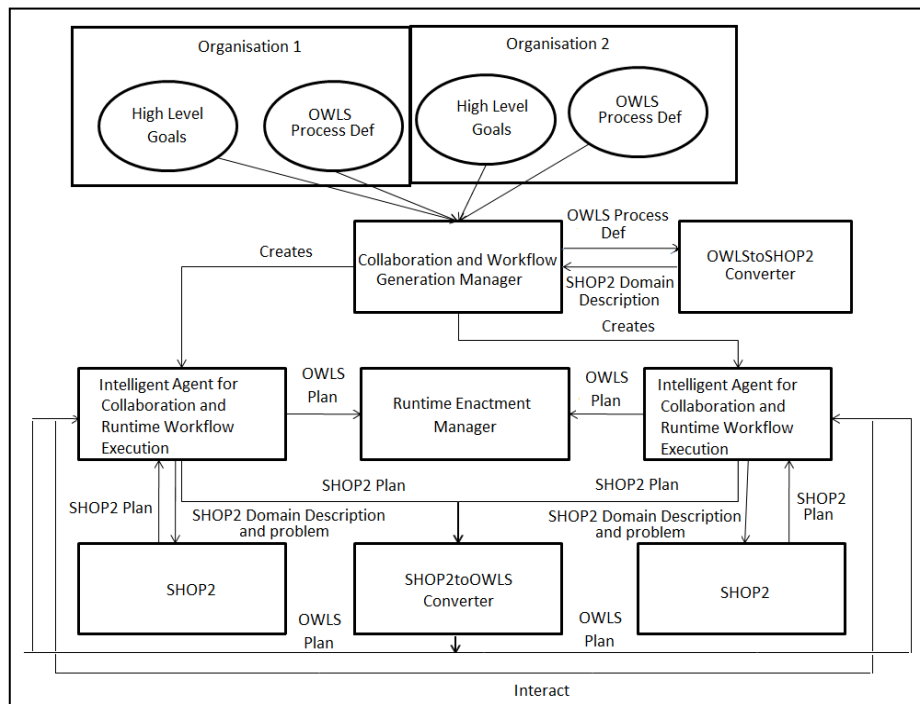 Organisation 1
Organisation 2
High Level
Goals
OWLS
Process Def
High Level
Goals
OWLS
Process Def
Collaboration and Workflow
Generation Manager
OWLS Process
Def
SHOP2 Domain
Description
OWLStoSHOP2
Converter
Creates
Creates
Intelligent Agent for
Collaboration and
Runtime Workflow
Execution
OWLS
Plan
Runtime Enactment
Manager
OWLS
Plan
Intelligent Agent for
Collaboration and
Runtime Workflow
Execution
SHOP2 Plan
SHOP2 Domain Description
and problem
SHOP2 Plan
SHOP2 Plan
SHOP2 Domain Description
and problem
SHOP2
Plan
SHOP2
SHOP2toOWLS
Converter
SHOP2
OWLS
Plan
OWLS
Plan
Interact